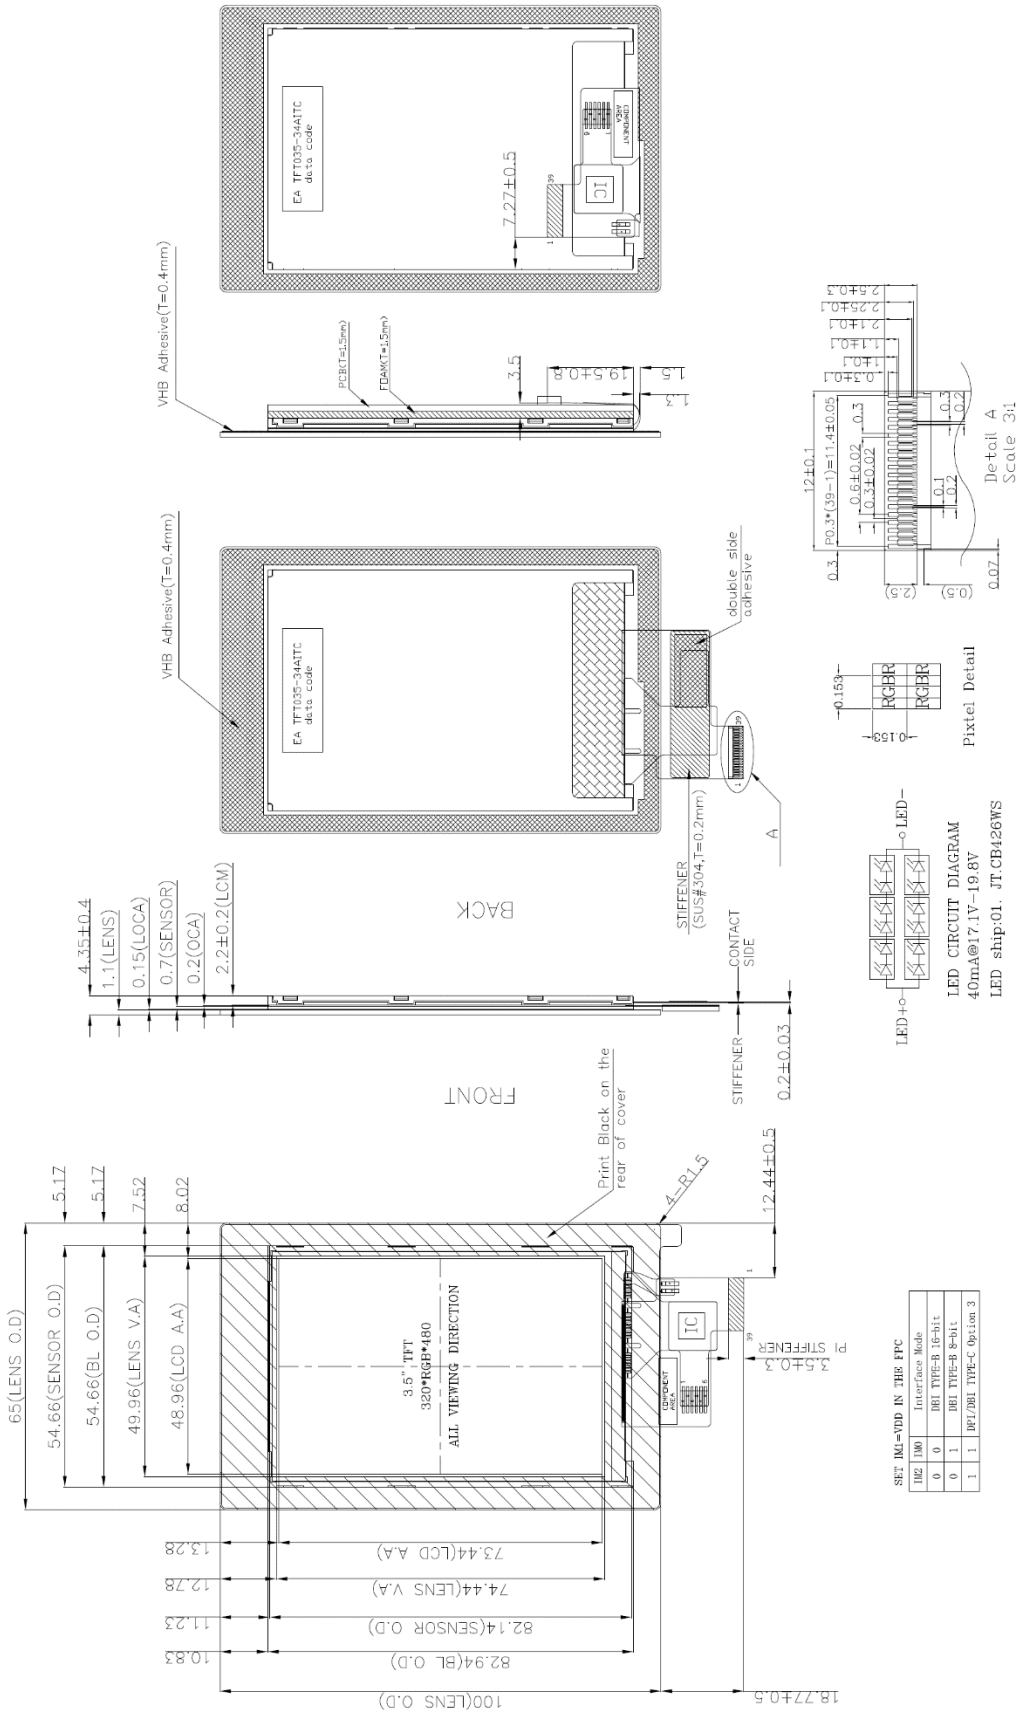 EA TFT035-34AITC
data code
COMPONENT
AREA
6
1
IC
39
1
7.27±0.5
VHB Adhesive(T=0.4mm)
PCB(T=1.5mm)
FOAM(T=1.5mm)
3.5
19.5±0.8
1.5
1.3
VHB Adhesive(T=0.4mm)
EA TFT035-34AITC
data code
double side
adhesive
1
39
A
STIFFENER
(SUS#304,T=0.2mm)
BACK
12±0.1
P0.3*(39-1)=11.4±0.05
0.3
0.6±0.02
0.3±0.02
0.3
0.3±0.1
1±0.1
1.1±0.1
2.1±0.1
2.25±0.1
2.5±0.3
0.3
0.2
0.1
0.2
(2.5)
(0.5)
0.07
Detail A
Scale 3:1
0.153
0.153
RGBR
RGBR
Pixtel Detail
4.35±0.4
1.1(LENS)
0.15(LOCA)
0.7(SENSOR)
0.2(OCA)
2.2±0.2(LCM)
CONTACT
SIDE
STIFFENER
0.2±0.03
LED+
LED-
LED CIRCUIT DIAGRAM
40mA@17.1V-19.8V
LED ship:01. JT.CB426WS
FRONT
Print Black on the
rear of cover
65(LENS O.D)
54.66(SENSOR O.D)
5.17
54.66(BL O.D)
5.17
49.96(LENS V.A)
7.52
48.96(LCD A.A)
8.02
3.5" TFT
320*RGB*480
ALL VIEWING DIRECTION
4-R1.5
12.44±0.5
COMPONENT
AREA
1
6
IC
39
1
3.5±0.3
PI STIFFENER
13.28
73.44(LCD A.A)
12.78
74.44(LENS V.A)
11.23
82.14(SENSOR O.D)
10.83
82.94(BL O.D)
100(LENS O.D)
18.77±0.5
SET IM1=VDD IN THE FPC
IM2 IM0 Interface Mode
0 0 DBI TYPE-B 16-bit
0 1 DBI TYPE-B 8-bit
1 1 DPI/DBI TYPE-C Option 3